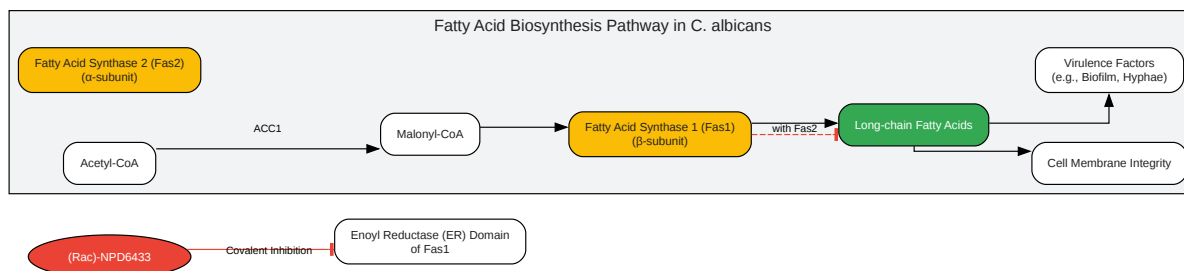 Fatty Acid Biosynthesis Pathway in C. albicans
Fatty Acid Synthase 2 (Fas2)
(α-subunit)
Virulence Factors
(e.g., Biofilm, Hyphae)
ACC1
Malonyl-CoA
Fatty Acid Synthase 1 (Fas1)
(β-subunit)
with Fas2
Long-chain Fatty Acids
Acetyl-CoA
Cell Membrane Integrity
(Rac)-NPD6433
Covalent Inhibition
Enoyl Reductase (ER) Domain
of Fas1